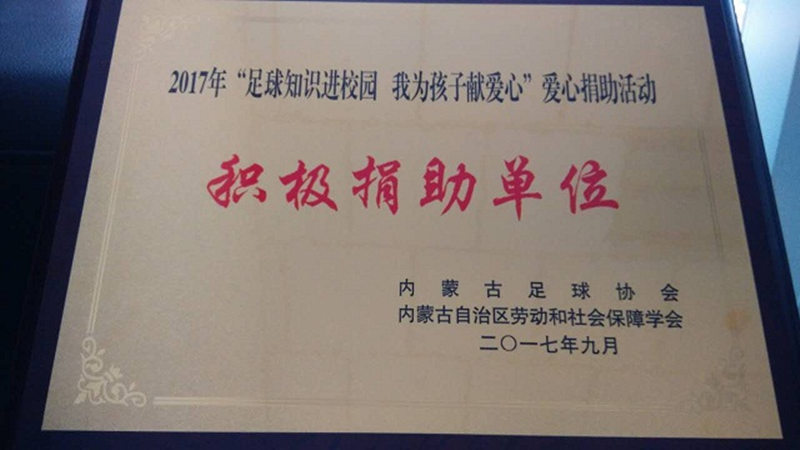 2017年“足球知识进校园 我为孩子献爱心”爱心捐助活动
积极捐助单位
内蒙古足球协会
内蒙古自治区劳动和社会保障学会
二〇一七年九月